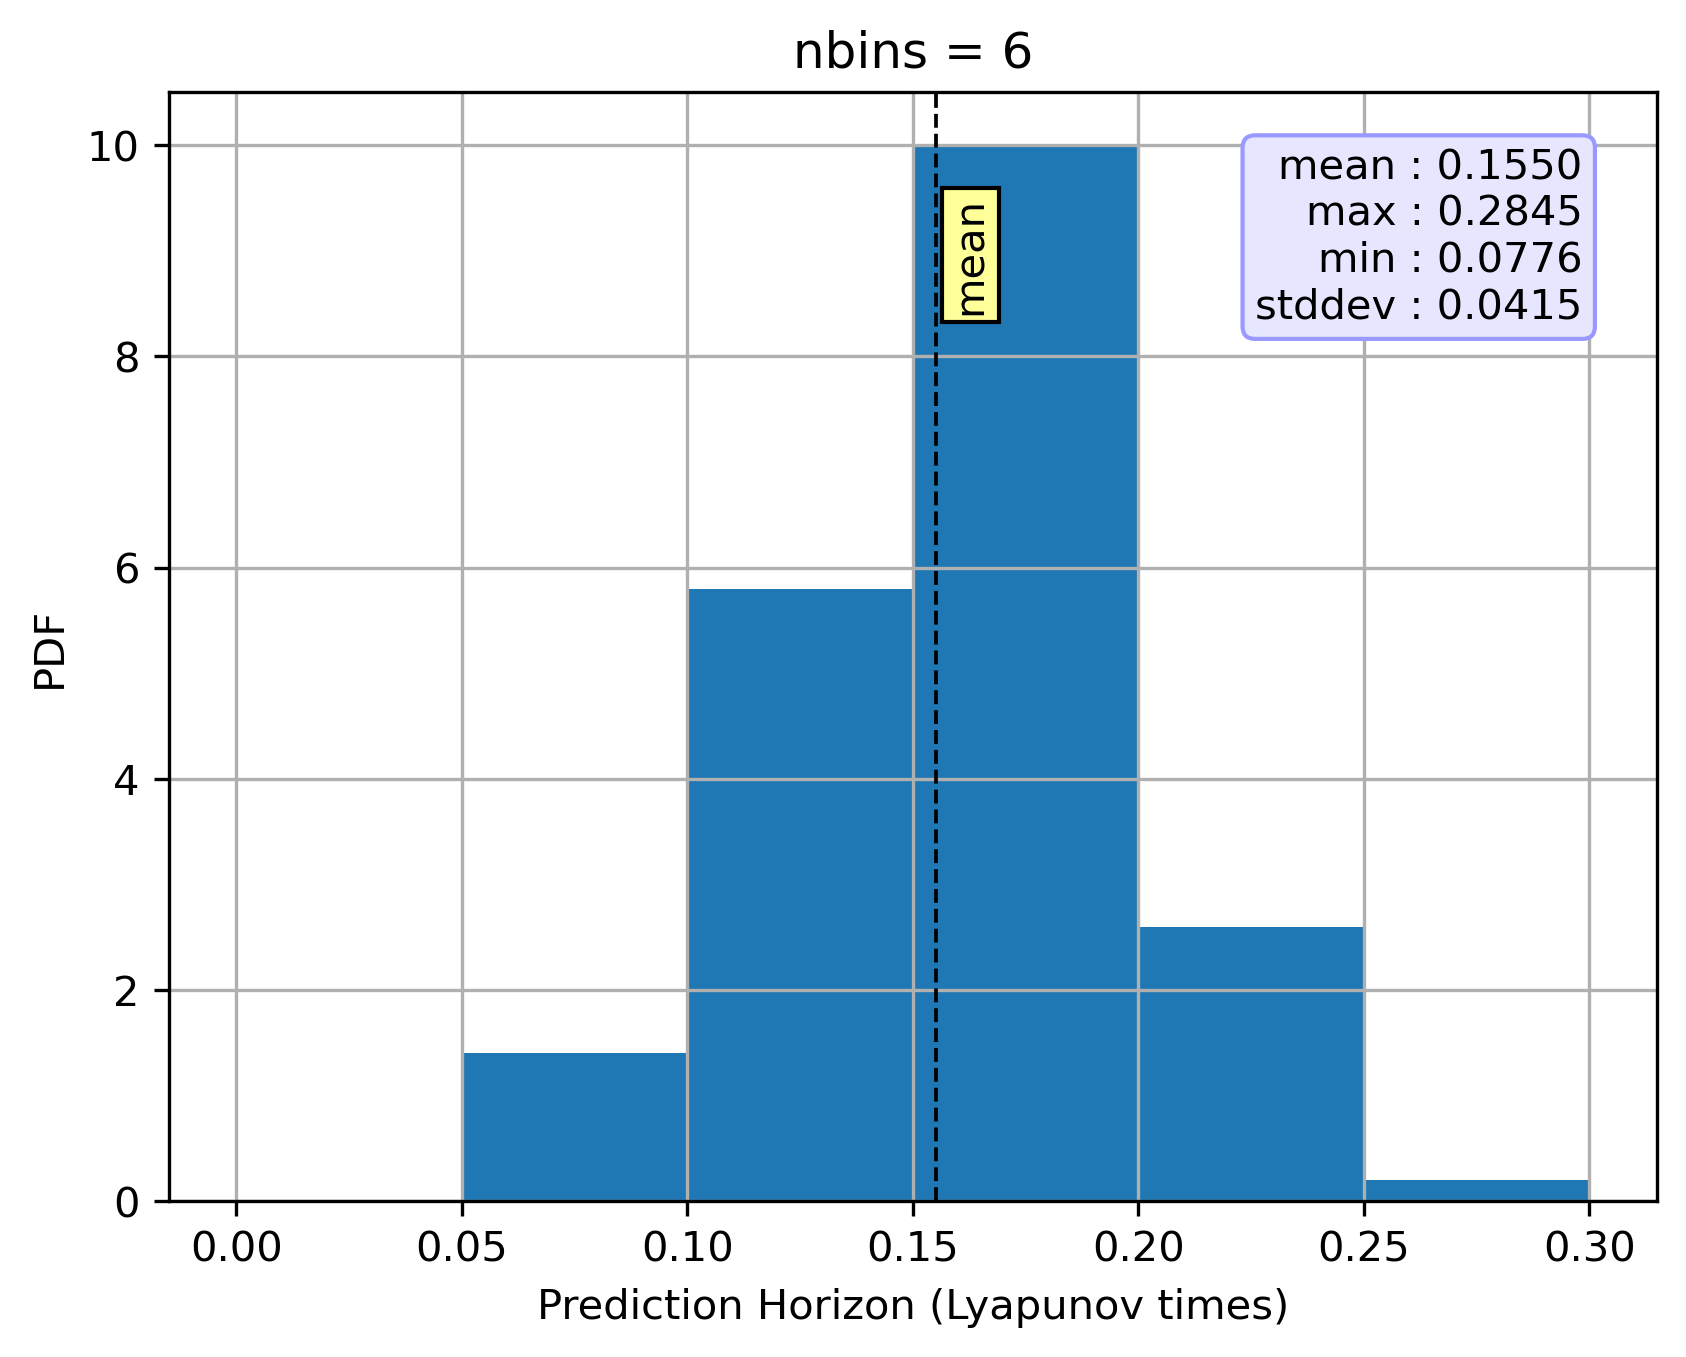 nbins = 6
mean : 0.1550
max : 0.2845
min : 0.0776
stddev : 0.0415
mean
10
8
6
4
2
0
PDF
0.00 0.05 0.10 0.15 0.20 0.25 0.30
Prediction Horizon (Lyapunov times)